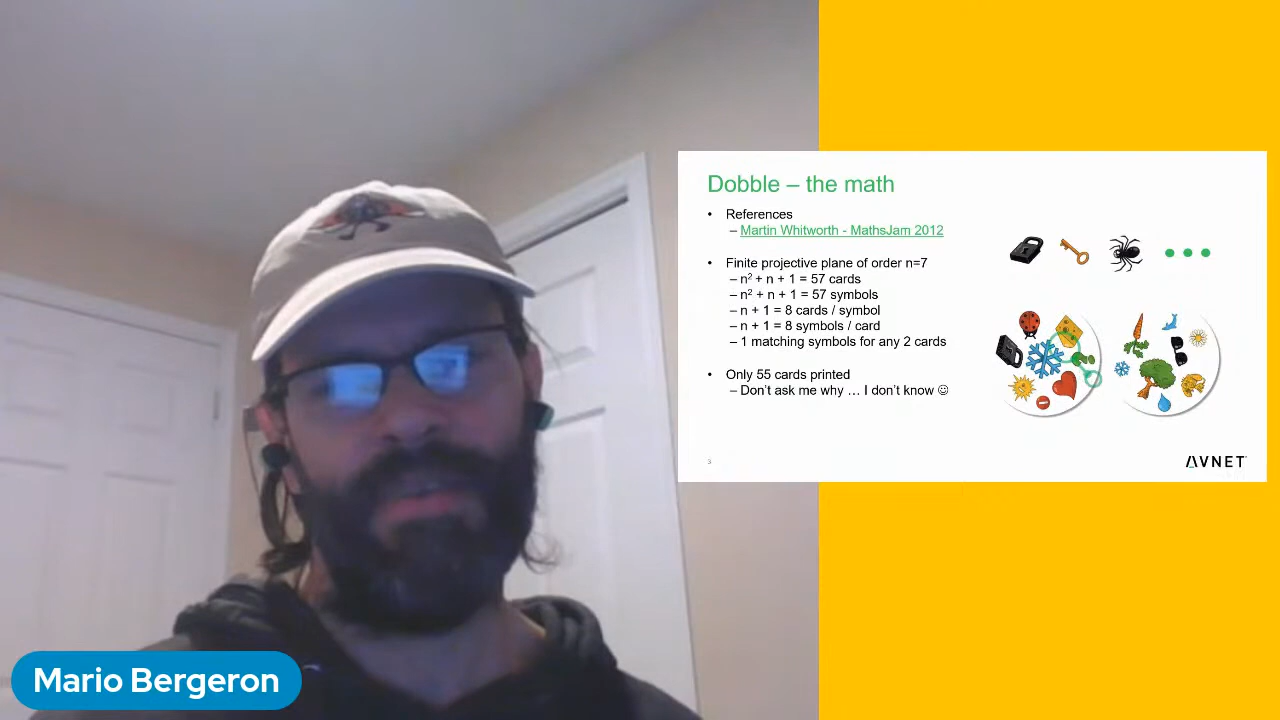 Dobble – the math
• References
– Martin Whitworth - MathsJam 2012
• Finite projective plane of order n=7
– n² + n + 1 = 57 cards
– n² + n + 1 = 57 symbols
– n + 1 = 8 cards / symbol
– n + 1 = 8 symbols / card
– 1 matching symbols for any 2 cards
• Only 55 cards printed
– Don't ask me why … I don't know ☺
3
AVNET
Mario Bergeron